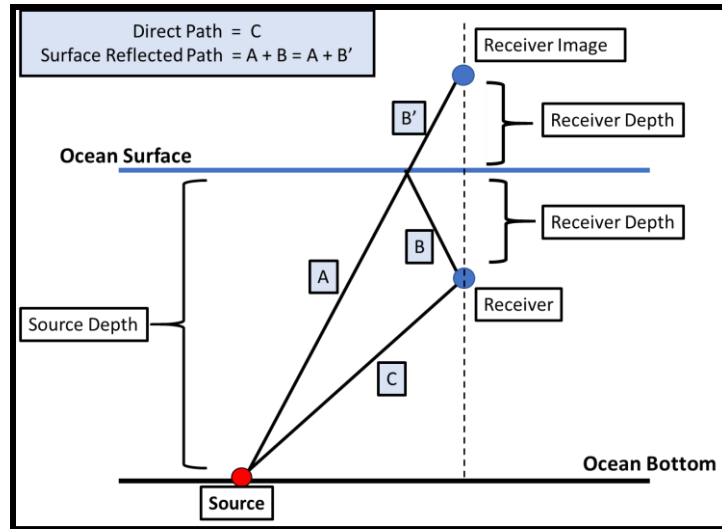 Direct Path = C
Surface Reflected Path = A + B = A + B’
Receiver Image
B’
Receiver Depth
Ocean Surface
Receiver Depth
B
A
Receiver
Source Depth
C
Ocean Bottom
Source